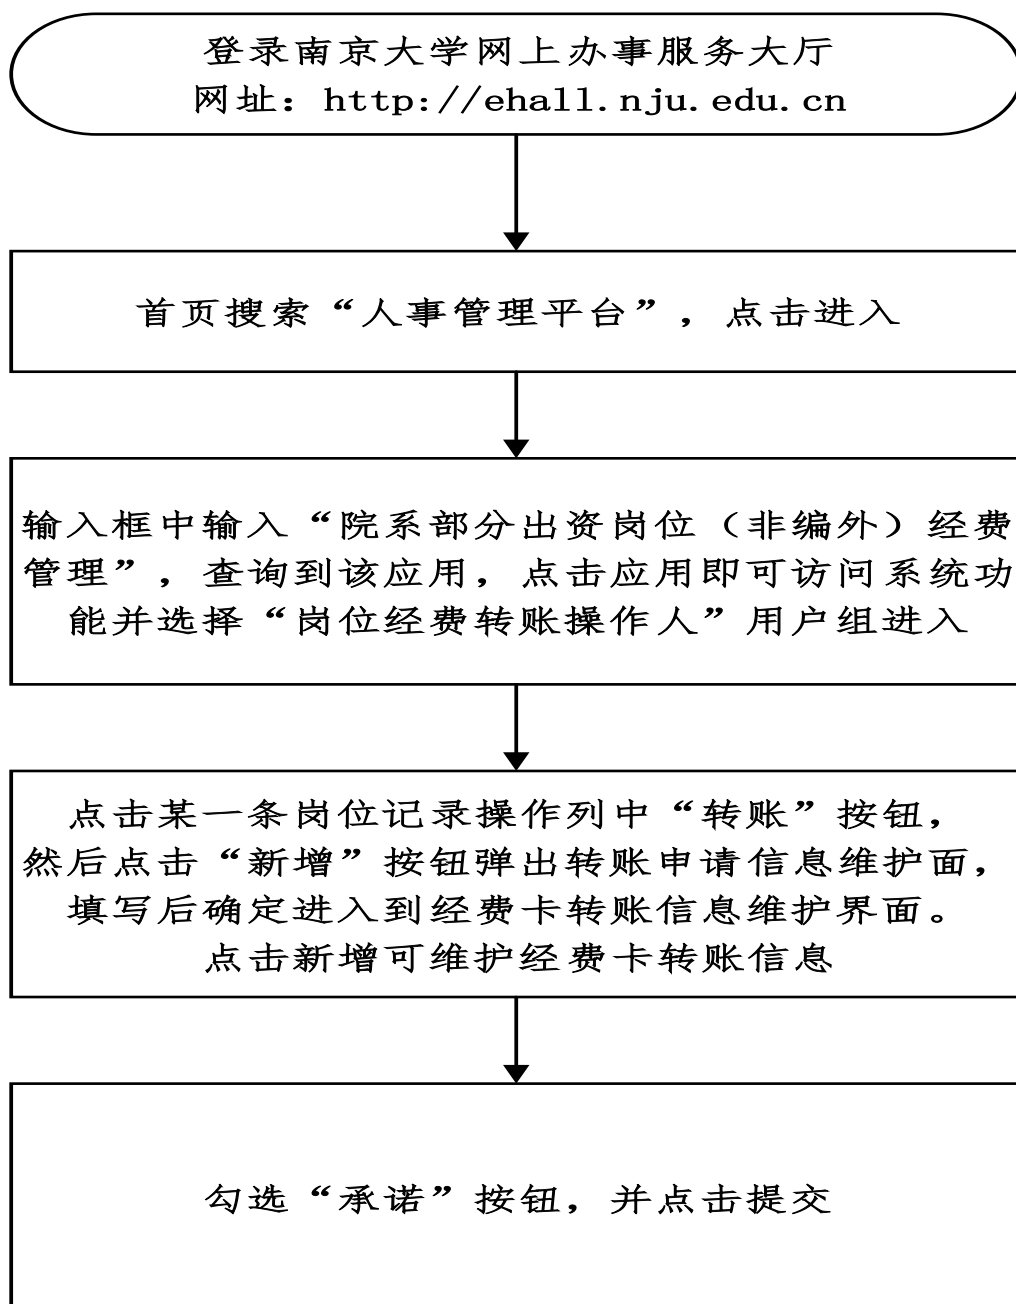 登录南京大学网上办事服务大厅
网址：http://ehall.nju.edu.cn
首页搜索“人事管理平台”，点击进入
输入框中输入“院系部分出资岗位（非编外）经费
管理”，查询到该应用，点击应用即可访问系统功
能并选择“岗位经费转账操作人”用户组进入
点击某一条岗位记录操作列中“转账”按钮，
然后点击“新增”按钮弹出转账申请信息维护面，
填写后确定进入到经费卡转账信息维护界面。
点击新增可维护经费卡转账信息
勾选“承诺”按钮，并点击提交